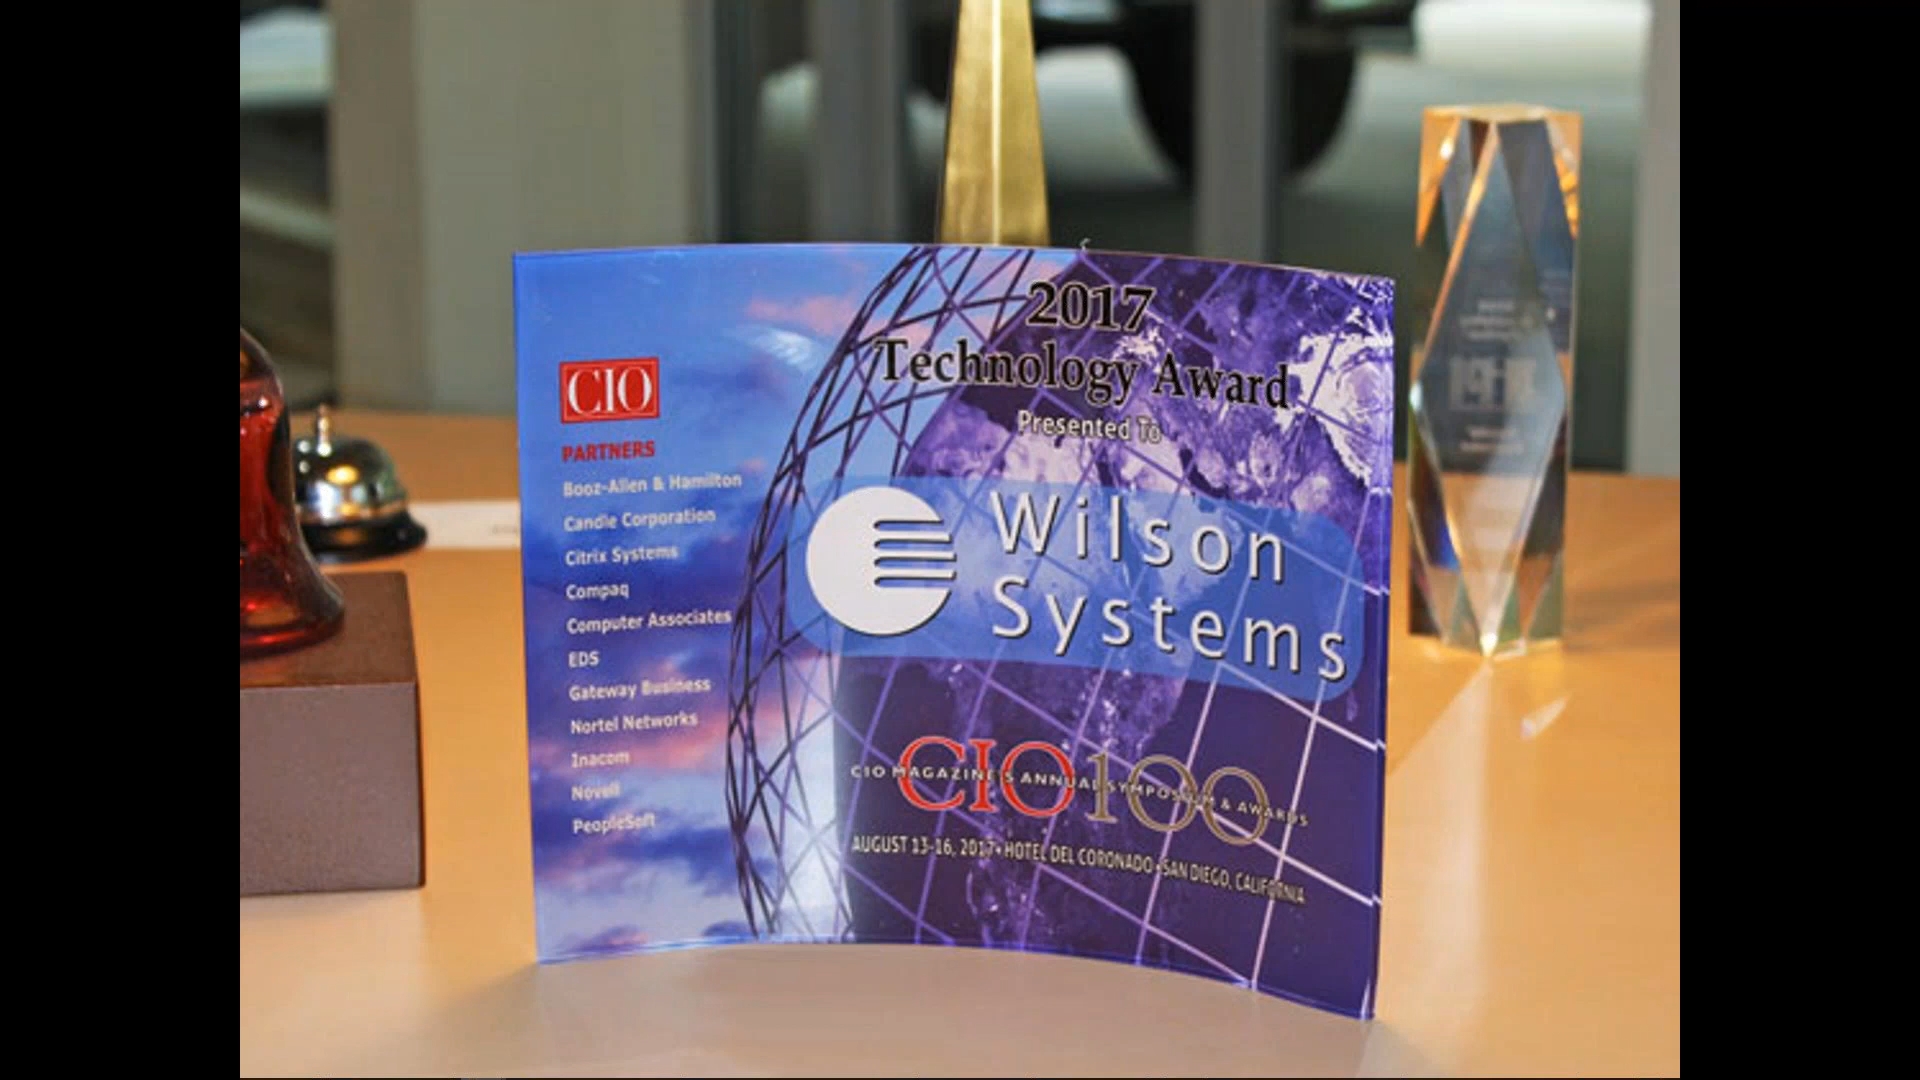 CIO
PARTNERS
Booz-Allen & Hamilton
Candle Corporation
Citrix Systems
Compaq
Computer Associates
EDS
Gateway Business
Nortel Networks
Inacom
Novell
PeopleSoft
2017
Technology Award
Presented To
Wilson
Systems
CIO100
CIO MAGAZINE'S ANNUAL SYMPOSIUM & AWARDS
AUGUST 13-16, 2017•HOTEL DEL CORONADO•SAN DIEGO, CALIFORNIA